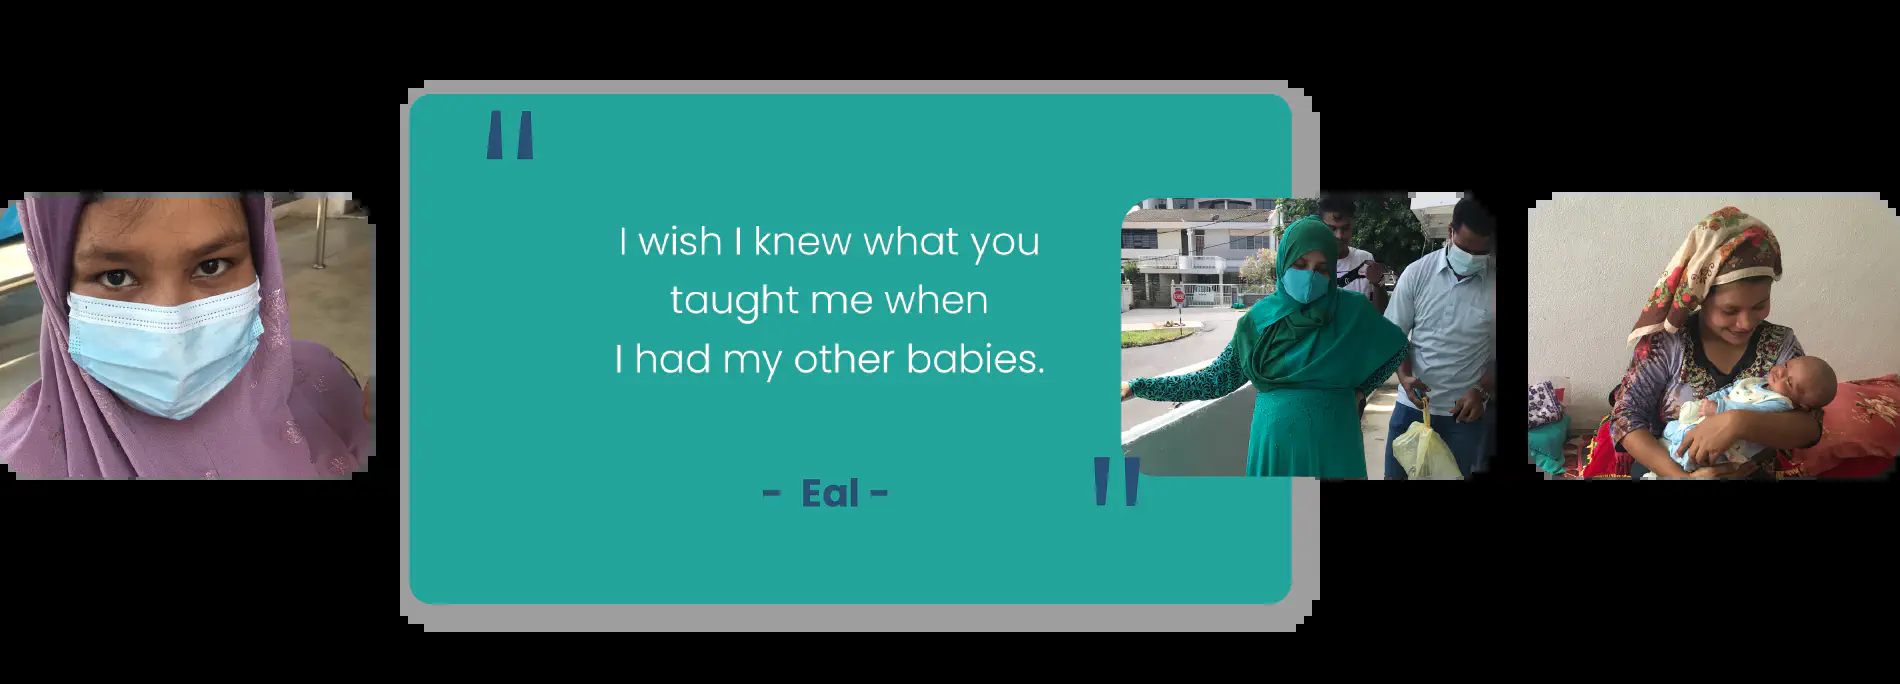 "
I wish I knew what you
taught me when
I had my other babies.
- Eal -
"